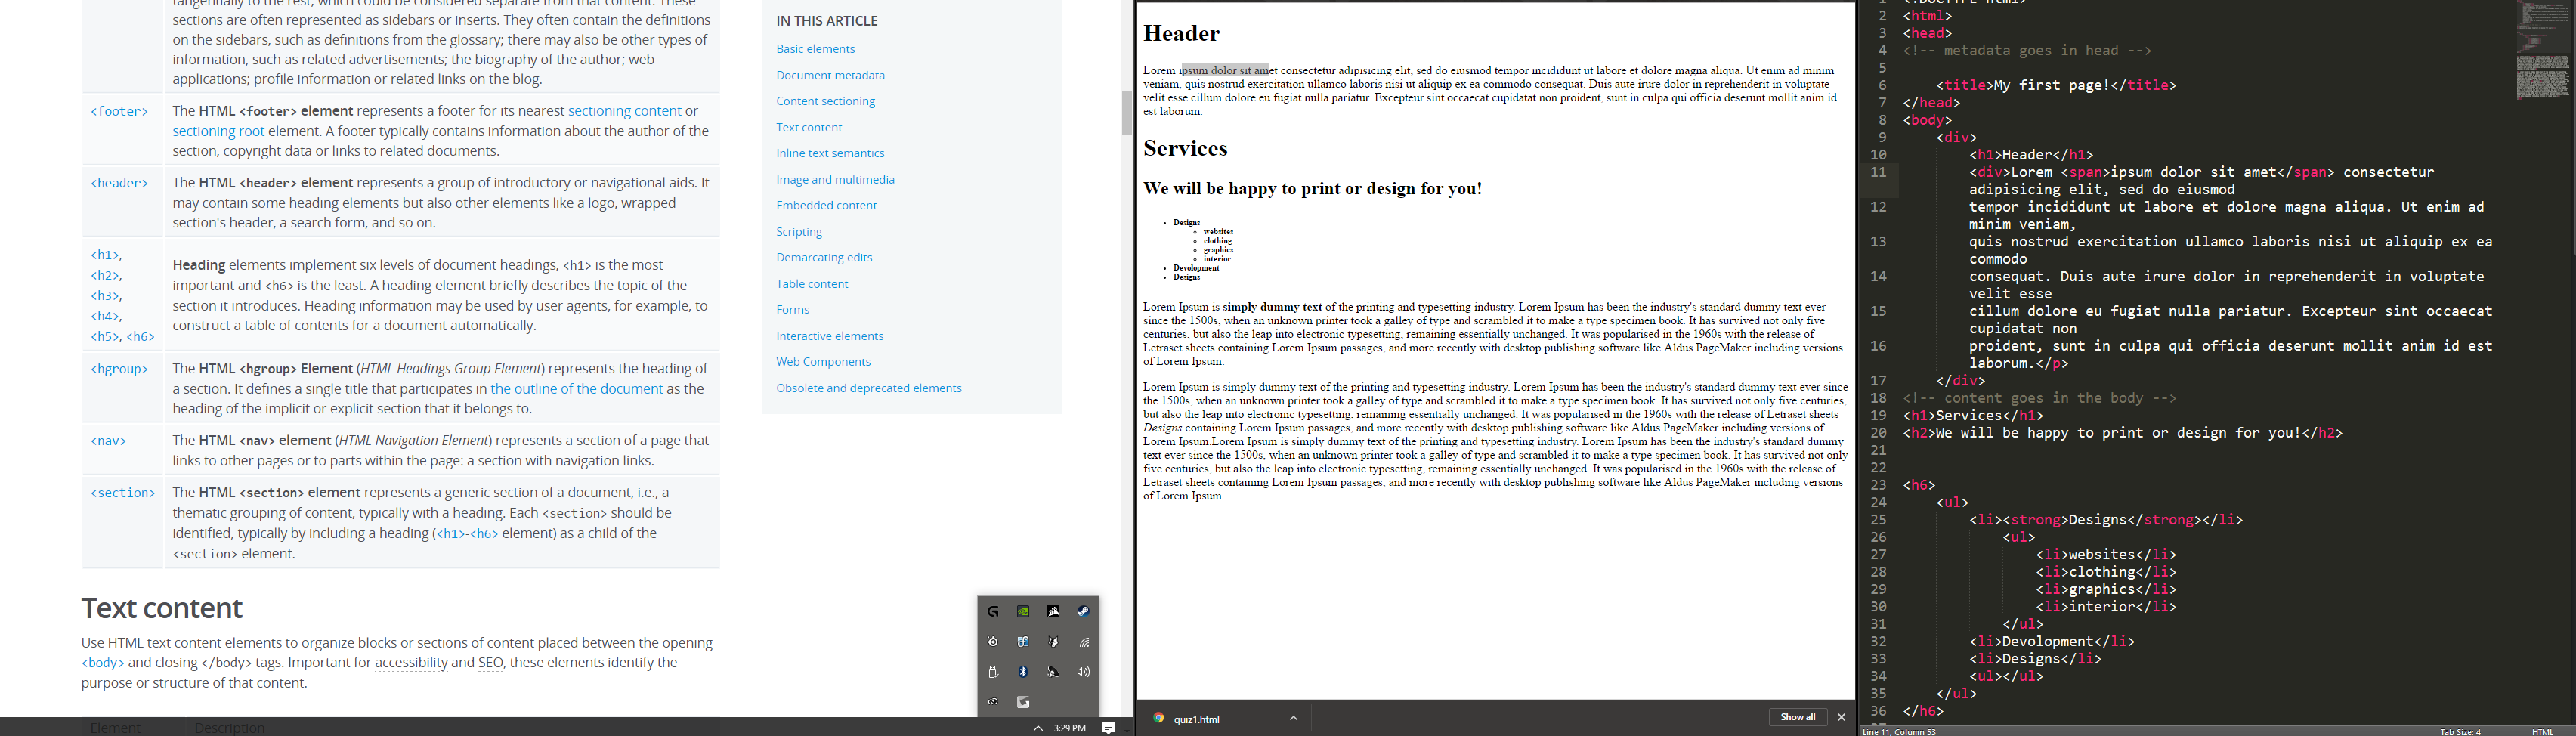 tangentially to the rest, which could be considered separate from that content. These
sections are often represented as sidebars or inserts. They often contain the definitions
on the sidebars, such as definitions from the glossary; there may also be other types of
information, such as related advertisements; the biography of the author; web
applications; profile information or related links on the blog.
<footer>
The HTML <footer> element represents a footer for its nearest sectioning content or
sectioning root element. A footer typically contains information about the author of the
section, copyright data or links to related documents.
<header>
The HTML <header> element represents a group of introductory or navigational aids. It
may contain some heading elements but also other elements like a logo, wrapped
section's header, a search form, and so on.
<h1>,
<h2>,
<h3>,
<h4>,
<h5>, <h6>
Heading elements implement six levels of document headings, <h1> is the most
important and <h6> is the least. A heading element briefly describes the topic of the
section it introduces. Heading information may be used by user agents, for example, to
construct a table of contents for a document automatically.
<hgroup>
The HTML <hgroup> Element (HTML Headings Group Element) represents the heading of
a section. It defines a single title that participates in the outline of the document as the
heading of the implicit or explicit section that it belongs to.
<nav>
The HTML <nav> element (HTML Navigation Element) represents a section of a page that
links to other pages or to parts within the page: a section with navigation links.
<section>
The HTML <section> element represents a generic section of a document, i.e., a
thematic grouping of content, typically with a heading. Each <section> should be
identified, typically by including a heading (<h1>-<h6> element) as a child of the
<section> element.
Text content
Use HTML text content elements to organize blocks or sections of content placed between the opening
<body> and closing </body> tags. Important for accessibility and SEO, these elements identify the
purpose or structure of that content.
Element Description
IN THIS ARTICLE
Basic elements
Document metadata
Content sectioning
Text content
Inline text semantics
Image and multimedia
Embedded content
Scripting
Demarcating edits
Table content
Forms
Interactive elements
Web Components
Obsolete and deprecated elements
3:29 PM
Header
Lorem ipsum dolor sit amet consectetur adipisicing elit, sed do eiusmod tempor incididunt ut labore et dolore magna aliqua. Ut enim ad minim
veniam, quis nostrud exercitation ullamco laboris nisi ut aliquip ex ea commodo consequat. Duis aute irure dolor in reprehenderit in voluptate
velit esse cillum dolore eu fugiat nulla pariatur. Excepteur sint occaecat cupidatat non proident, sunt in culpa qui officia deserunt mollit anim id
est laborum.
Services
We will be happy to print or design for you!
Designs
websites
clothing
graphics
interior
Devolopment
Designs
Lorem Ipsum is simply dummy text of the printing and typesetting industry. Lorem Ipsum has been the industry's standard dummy text ever
since the 1500s, when an unknown printer took a galley of type and scrambled it to make a type specimen book. It has survived not only five
centuries, but also the leap into electronic typesetting, remaining essentially unchanged. It was popularised in the 1960s with the release of
Letraset sheets containing Lorem Ipsum passages, and more recently with desktop publishing software like Aldus PageMaker including versions
of Lorem Ipsum.
Lorem Ipsum is simply dummy text of the printing and typesetting industry. Lorem Ipsum has been the industry's standard dummy text ever since
the 1500s, when an unknown printer took a galley of type and scrambled it to make a type specimen book. It has survived not only five centuries,
but also the leap into electronic typesetting, remaining essentially unchanged. It was popularised in the 1960s with the release of Letraset sheets
Designs containing Lorem Ipsum passages, and more recently with desktop publishing software like Aldus PageMaker including versions of
Lorem Ipsum.Lorem Ipsum is simply dummy text of the printing and typesetting industry. Lorem Ipsum has been the industry's standard dummy
text ever since the 1500s, when an unknown printer took a galley of type and scrambled it to make a type specimen book. It has survived not only
five centuries, but also the leap into electronic typesetting, remaining essentially unchanged. It was popularised in the 1960s with the release of
Letraset sheets containing Lorem Ipsum passages, and more recently with desktop publishing software like Aldus PageMaker including versions
of Lorem Ipsum.
quiz1.html
Show all
1 <!DOCTYPE html>
2 <html>
3 <head>
4 <!-- metadata goes in head -->
5
6 <title>My first page!</title>
7 </head>
8 <body>
9 <div>
10 <h1>Header</h1>
11 <div>Lorem <span>ipsum dolor sit amet</span> consectetur
adipisicing elit, sed do eiusmod
12 tempor incididunt ut labore et dolore magna aliqua. Ut enim ad
minim veniam,
13 quis nostrud exercitation ullamco laboris nisi ut aliquip ex ea
commodo
14 consequat. Duis aute irure dolor in reprehenderit in voluptate
velit esse
15 cillum dolore eu fugiat nulla pariatur. Excepteur sint occaecat
cupidatat non
16 proident, sunt in culpa qui officia deserunt mollit anim id est
laborum.</p>
17 </div>
18 <!-- content goes in the body -->
19 <h1>Services</h1>
20 <h2>We will be happy to print or design for you!</h2>
21
22
23 <h6>
24 <ul>
25 <li><strong>Designs</strong></li>
26 <ul>
27 <li>websites</li>
28 <li>clothing</li>
29 <li>graphics</li>
30 <li>interior</li>
31 </ul>
32 <li>Devolopment</li>
33 <li>Designs</li>
34 <ul></ul>
35 </ul>
36 </h6>
Line 11, Column 53
Tab Size: 4
HTML